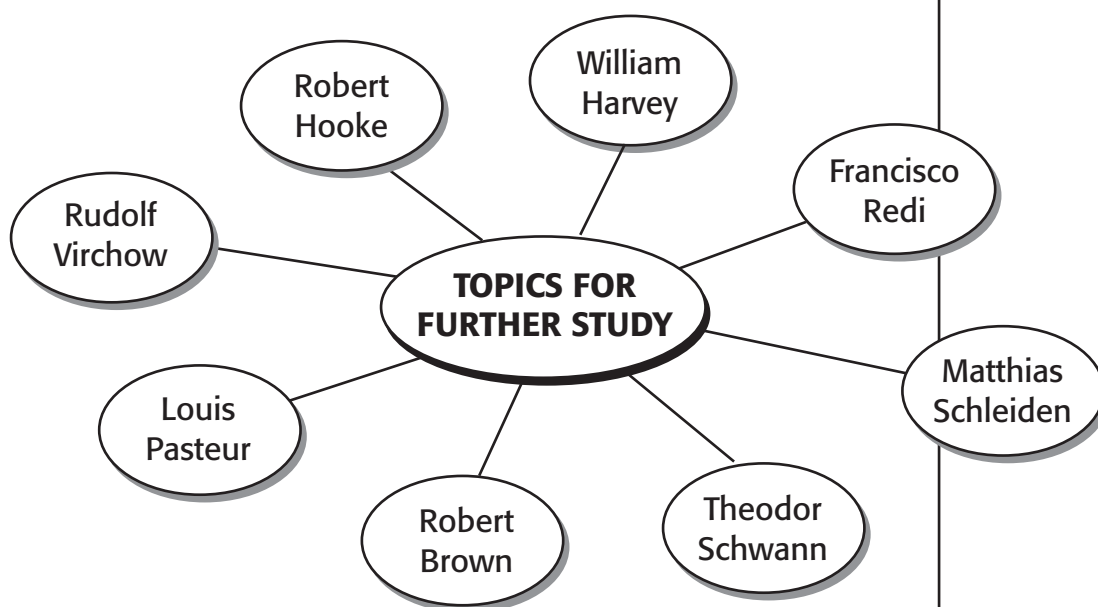 William
Harvey
Robert
Hooke
Francisco
Redi
Rudolf
Virchow
TOPICS FOR
FURTHER STUDY
Matthias
Schleiden
Louis
Pasteur
Theodor
Schwann
Robert
Brown